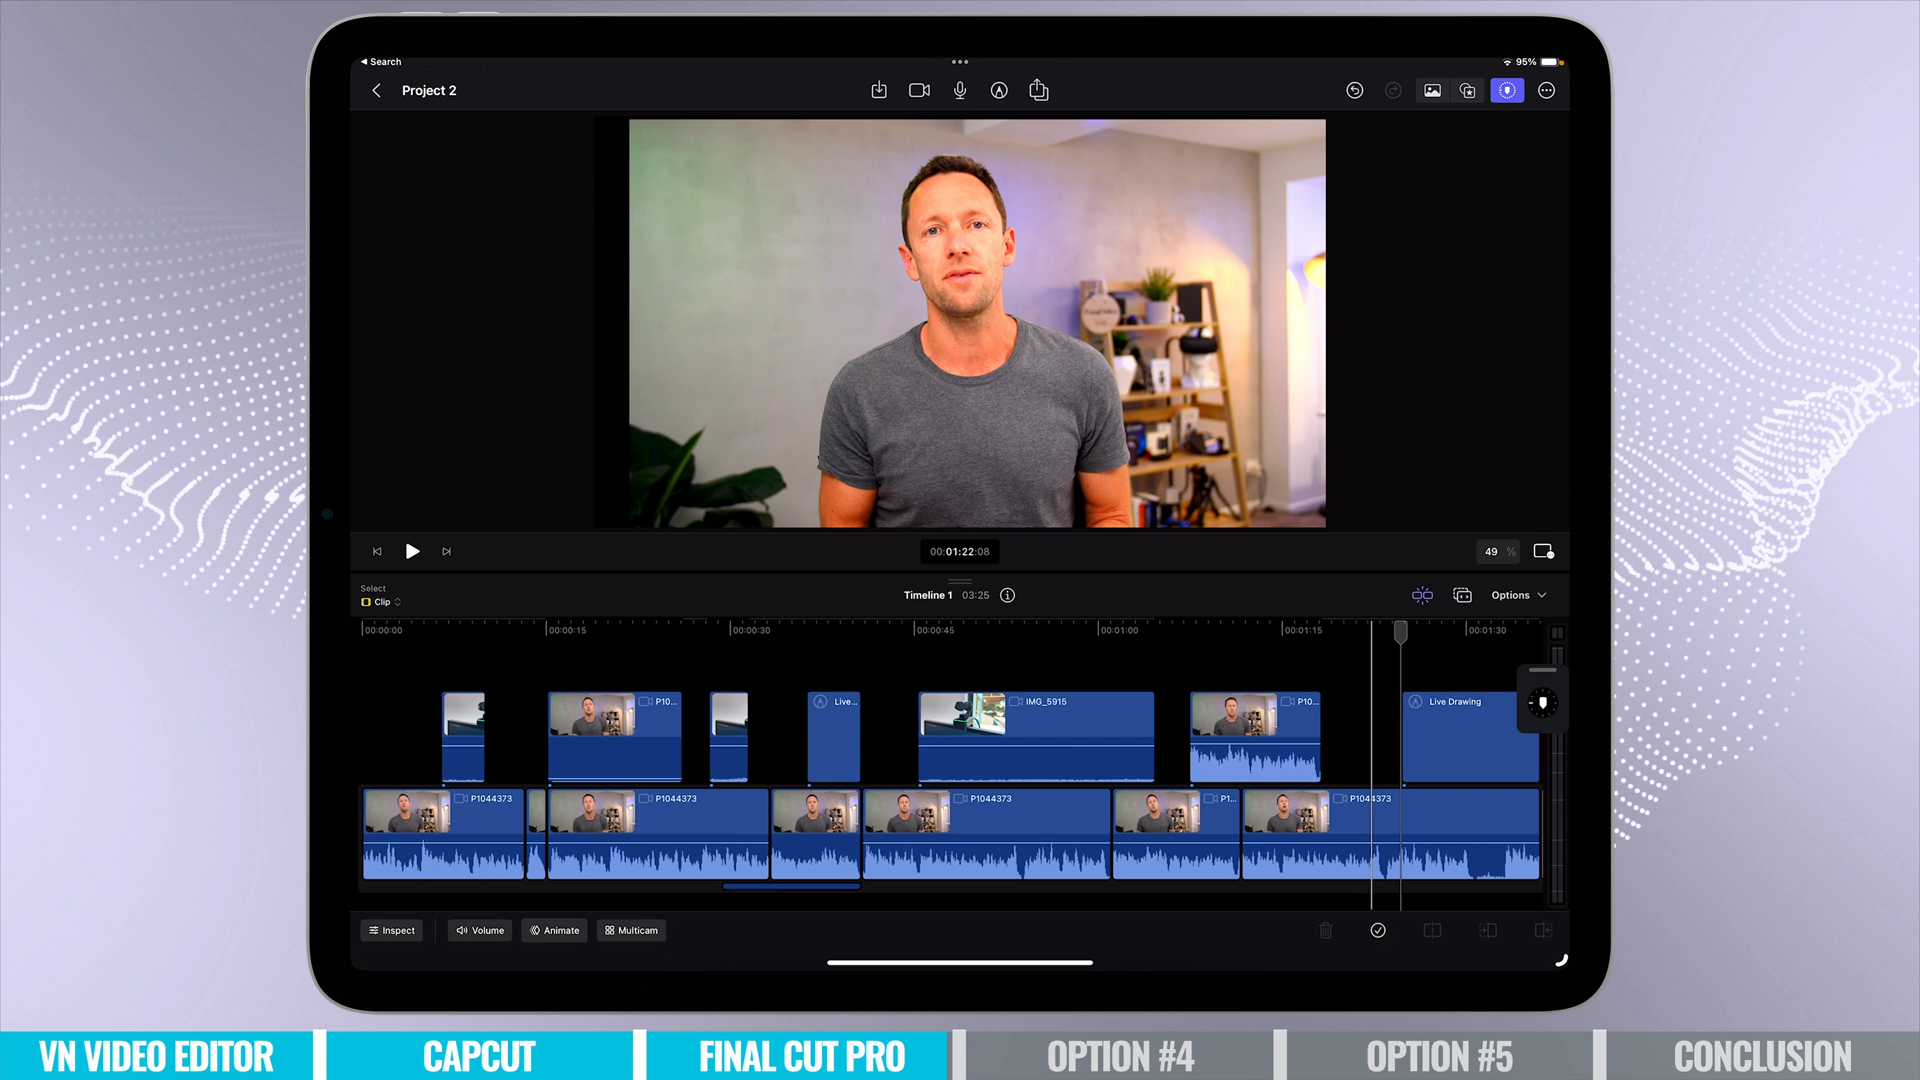 Search
95%
Project 2
00:01:22:08
49 %
Select
Clip
Timeline 1 03:25
Options
00:00:00 00:00:15 00:00:30 00:00:45 00:01:00 00:01:15 00:01:30
P10... Live... IMG_5915 P10... Live Drawing
P1044373 P1044373 P1044373 P1... P1044373
Inspect Volume Animate Multicam
VN VIDEO EDITOR CAPCUT FINAL CUT PRO OPTION #4 OPTION #5 CONCLUSION